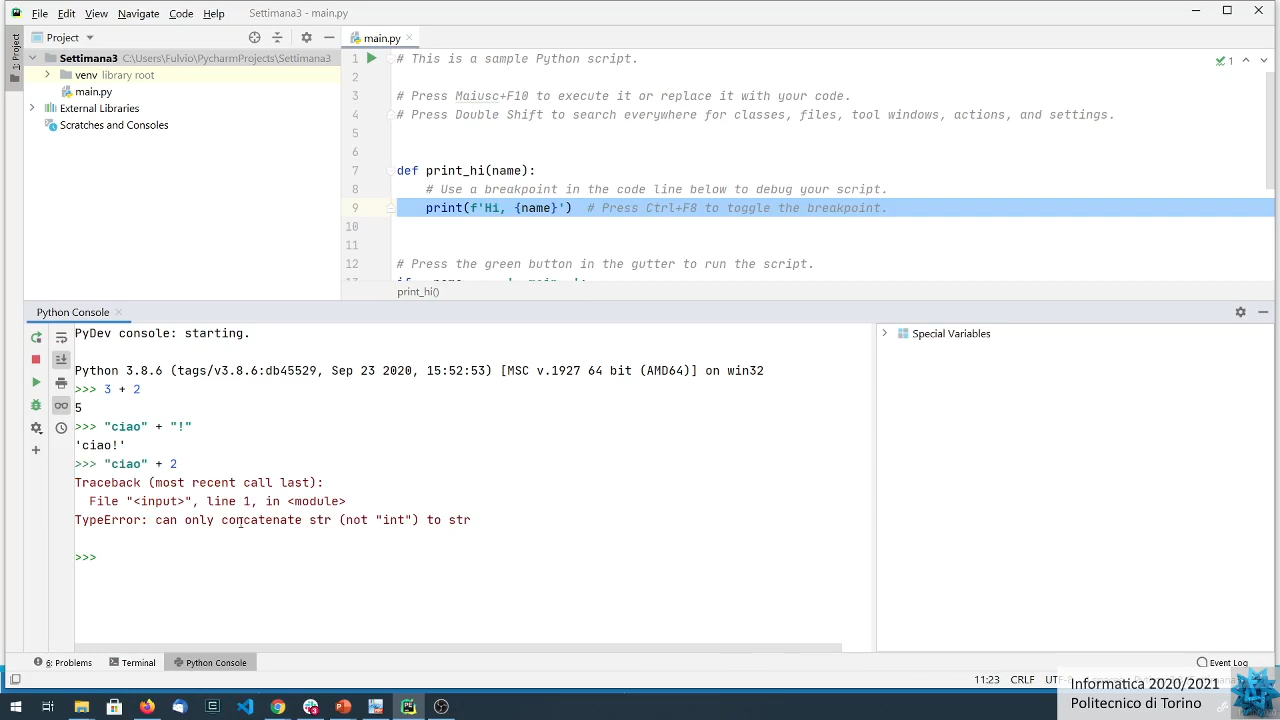 File Edit View Navigate Code Help Settimana3 - main.py
1: Project
Project
Settimana3 C:\Users\Fulvio\PycharmProjects\Settimana3
venv library root
main.py
External Libraries
Scratches and Consoles
main.py
1 # This is a sample Python script.
2
3 # Press Maiusc+F10 to execute it or replace it with your code.
4 # Press Double Shift to search everywhere for classes, files, tool windows, actions, and settings.
5
6
7 def print_hi(name):
8 # Use a breakpoint in the code line below to debug your script.
9 print(f'Hi, {name}') # Press Ctrl+F8 to toggle the breakpoint.
10
11
12 # Press the green button in the gutter to run the script.
1
print_hi()
Python Console
PyDev console: starting.
Python 3.8.6 (tags/v3.8.6:db45529, Sep 23 2020, 15:52:53) [MSC v.1927 64 bit (AMD64)] on win32
>>> 3 + 2
5
>>> "ciao" + "!"
'ciao!'
>>> "ciao" + 2
Traceback (most recent call last):
File "<input>", line 1, in <module>
TypeError: can only concatenate str (not "int") to str
>>>
Special Variables
6: Problems Terminal Python Console Event Log
11:23 CRLF
Informatica 2020/2021
Politecnico di Torino